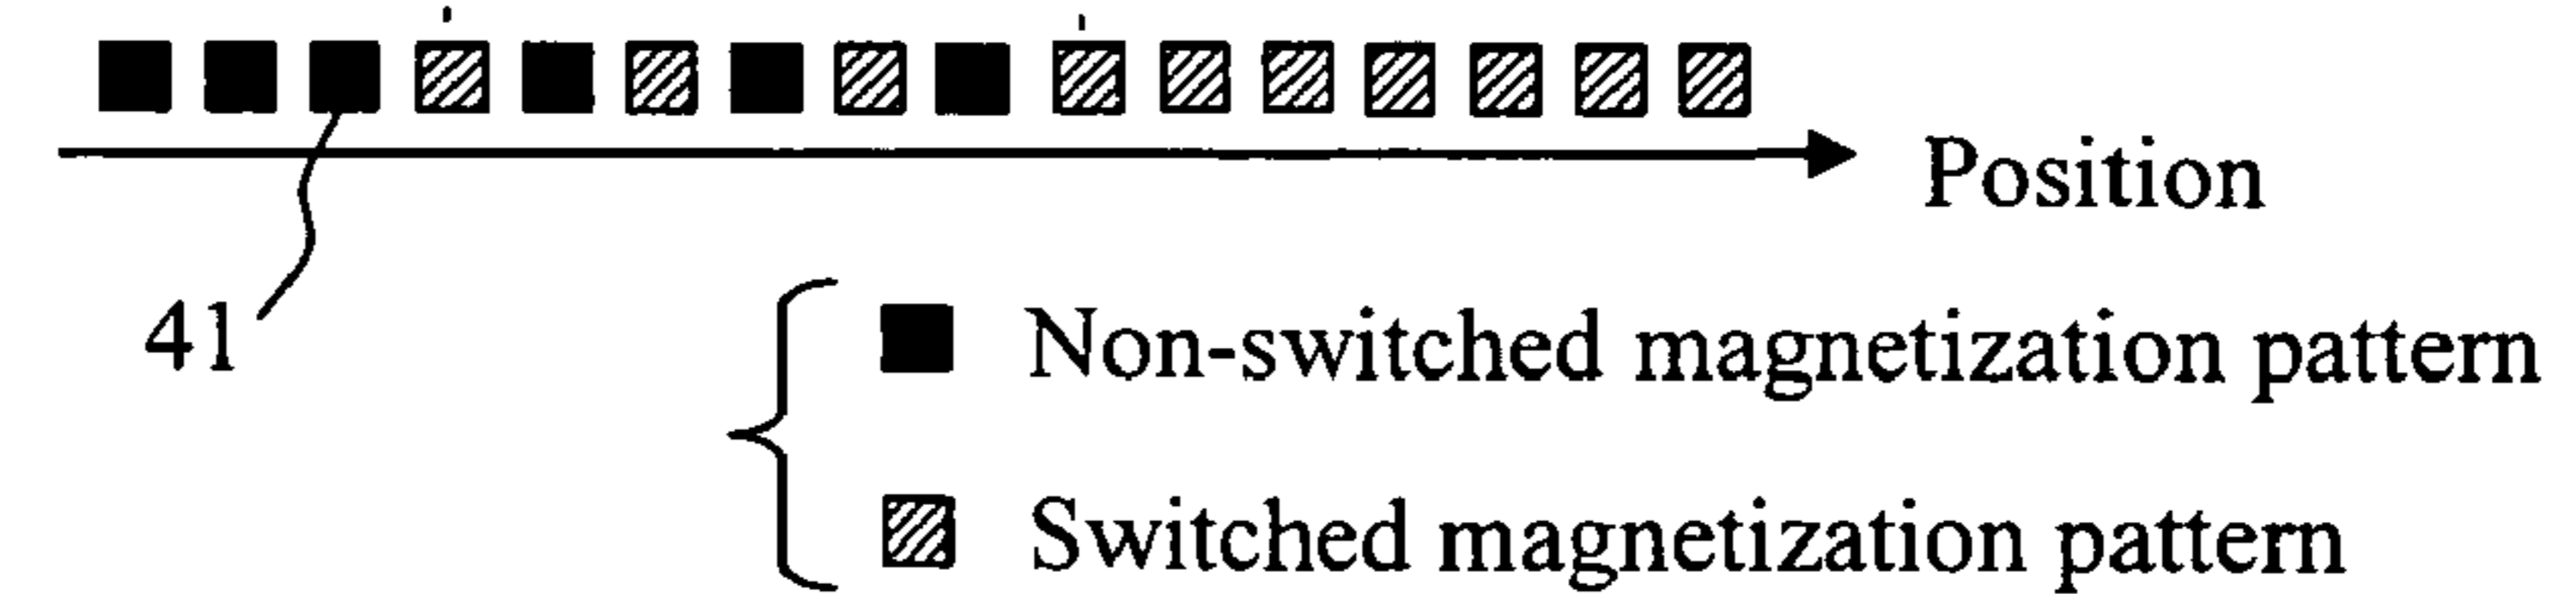 Position
41
Non-switched magnetization pattern
Switched magnetization pattern